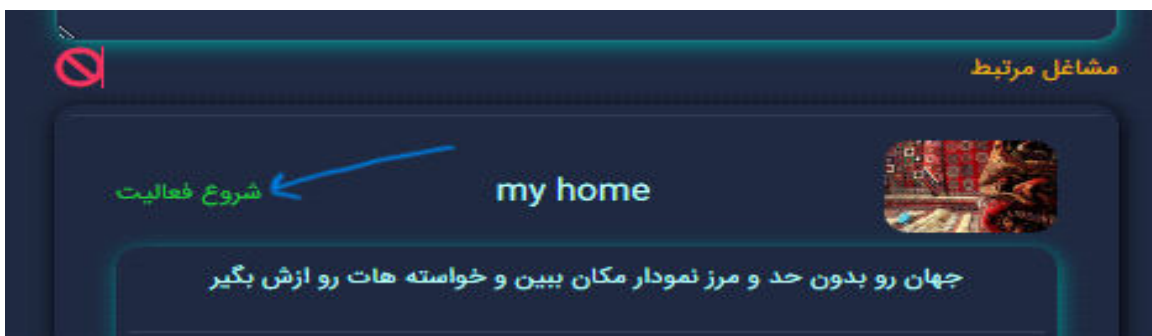 مشاغل مرتبط
my home
شروع فعالیت
جهان رو بدون حد و مرز نمودار مکان ببین و خواسته هات رو ازش بگیر